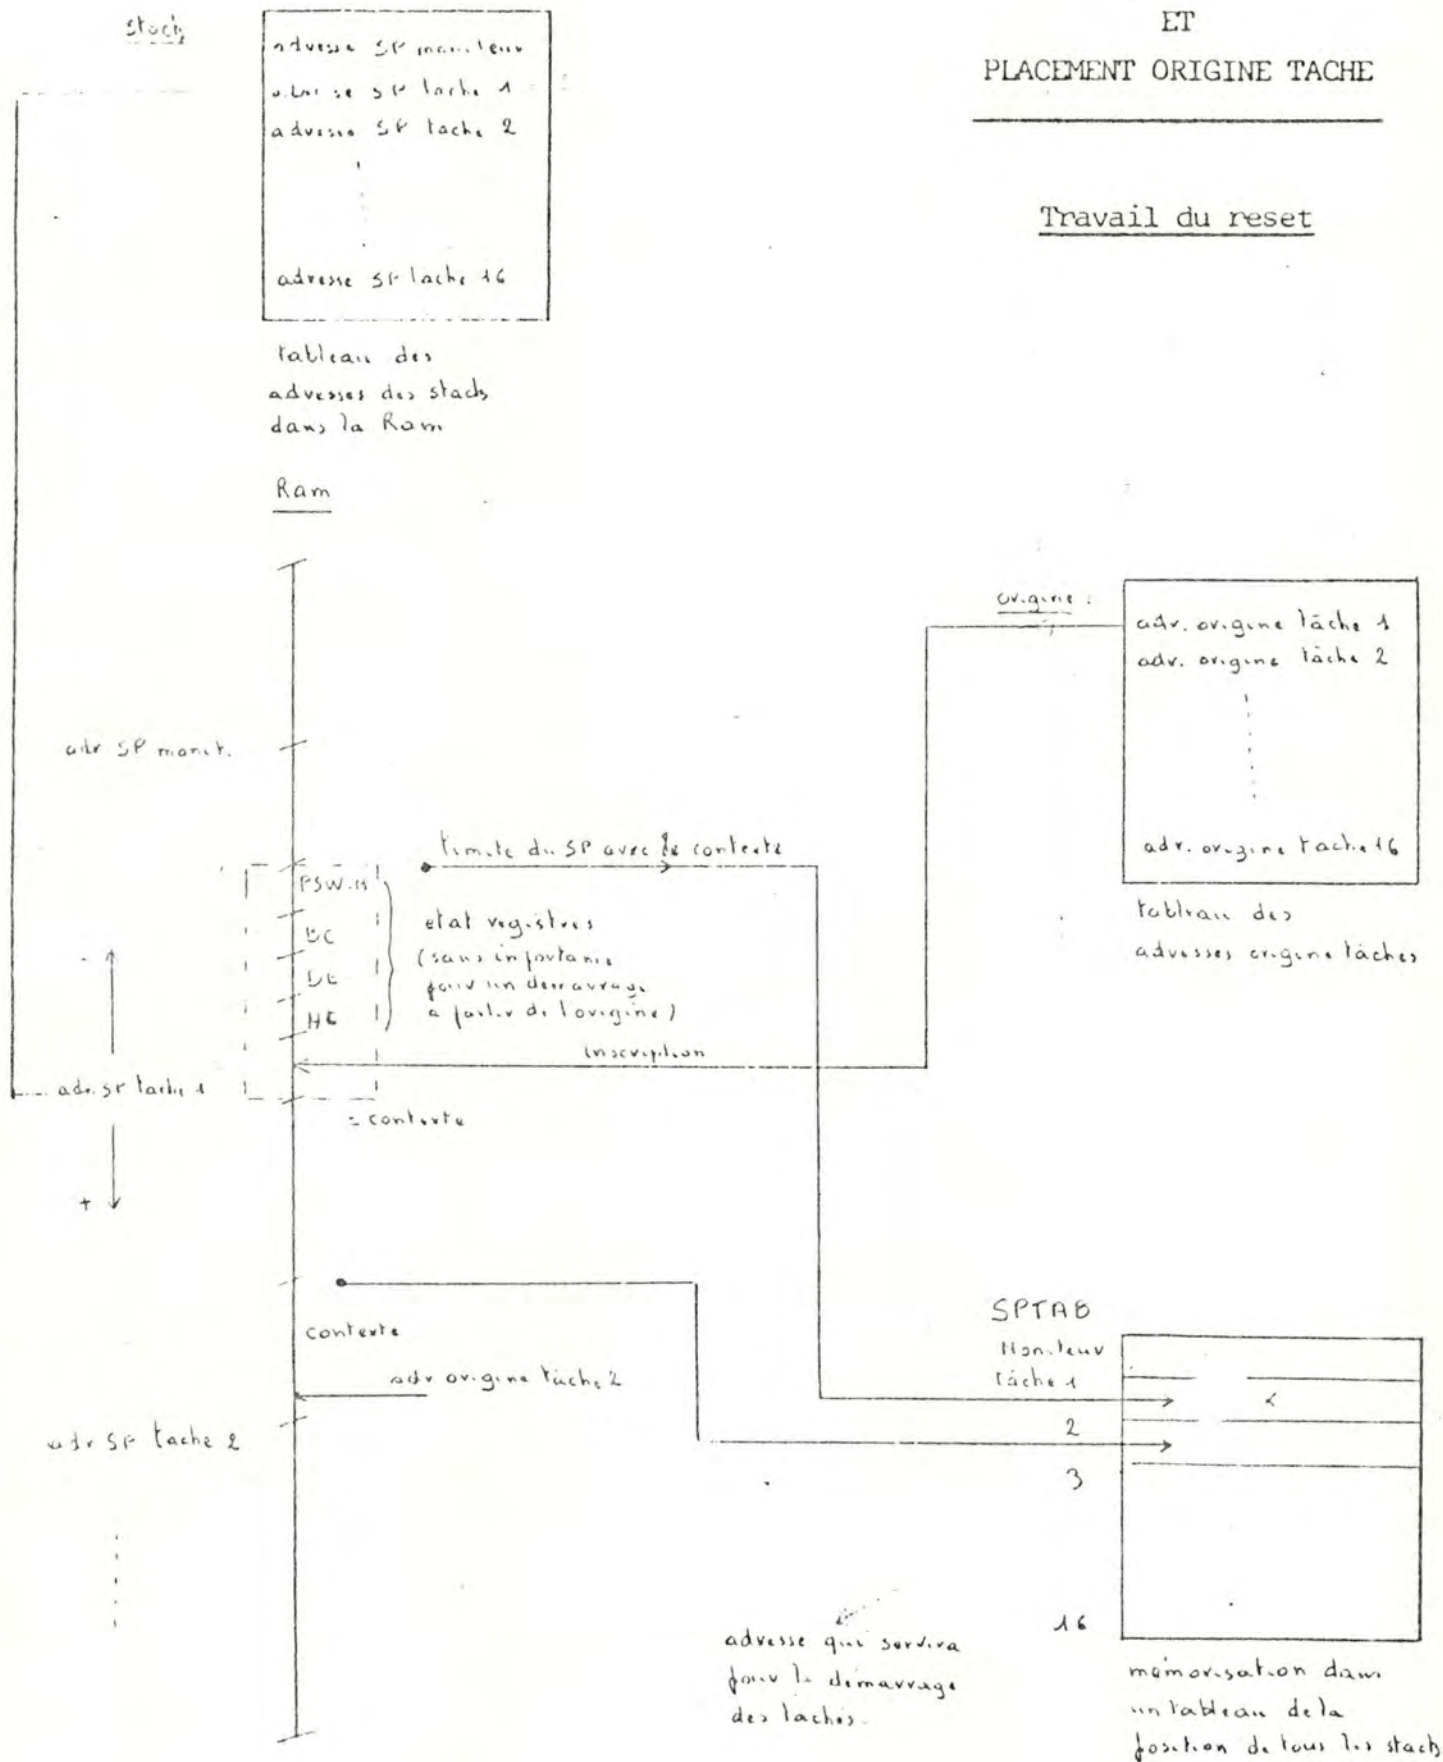 ET
PLACEMENT ORIGINE TACHE
Travail du reset
stack
adresse SP moniteur
adresse SP tache 1
adresse SP tache 2
adresse SP tache 16
tableau des
adresses des stacks
dans la Ram
Ram
origine :
adr. origine tâche 1
adr. origine tâche 2
adr. origine tache 16
tableau des
adresses origine tâches
adr SP monit.
limite du SP avec le contexte
PSW.H
BC
DE
HL
etat registres
(sans importance
pour un demarrage
a partir de l'origine)
inscription
adr. SP tache 1
= contexte
-
+
contexte
adr origine tâche 2
adr SP tache 2
SPTAB
Moniteur
tâche 1
2
3
16
adresse qui servira
pour le démarrage
des taches.
mémorisation dans
un tableau de la
position de tous les stacks